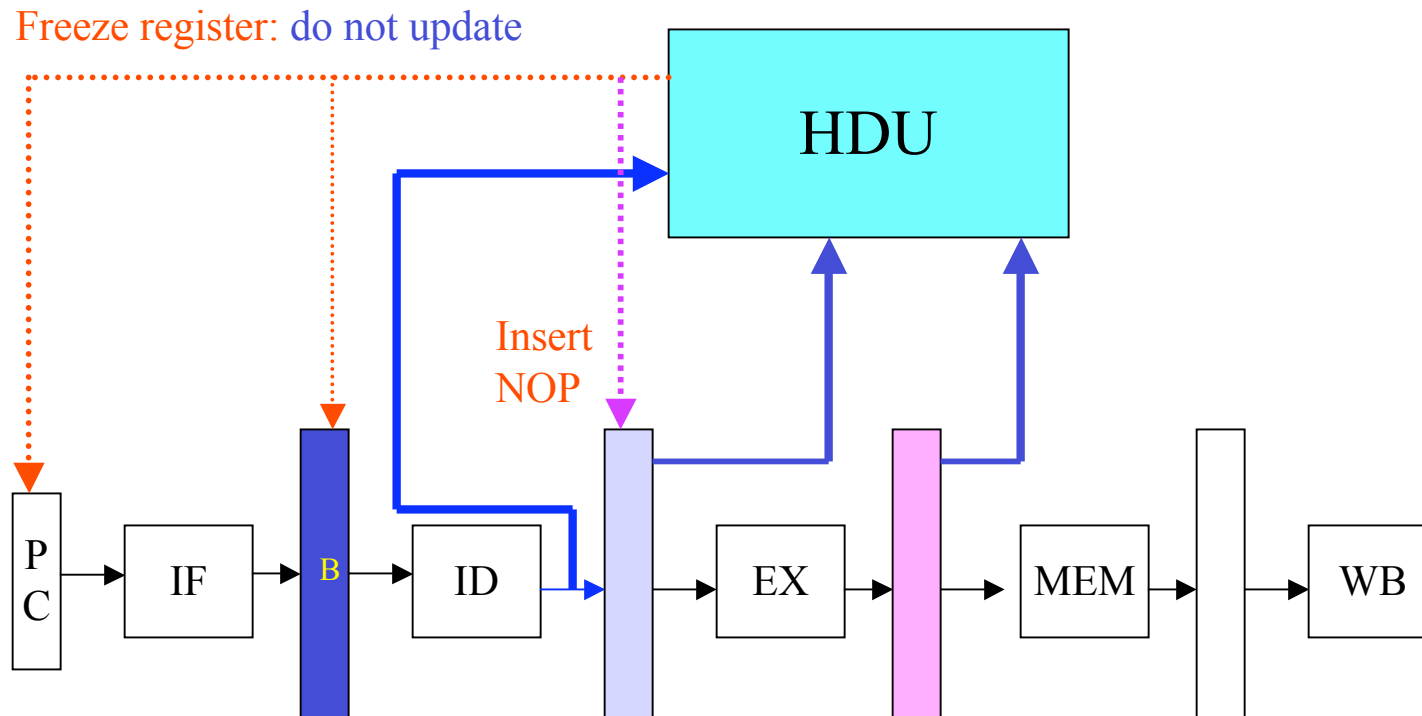 Freeze register: do not update
HDU
Insert
NOP
P
C
IF
B
ID
EX
MEM
WB